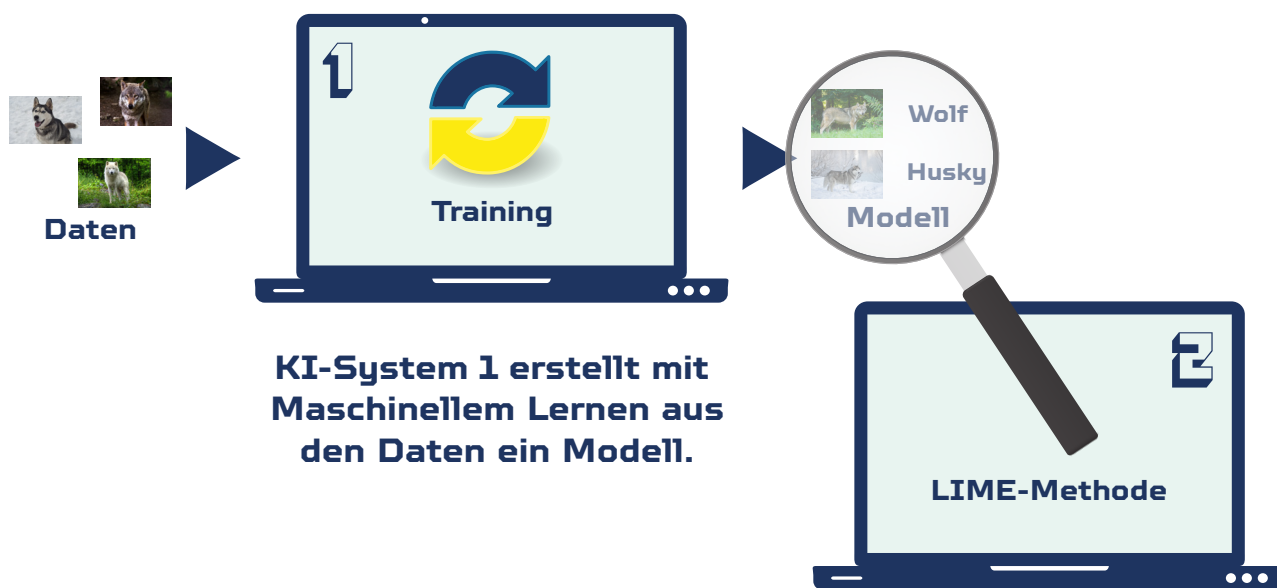 1
Daten
Training
Wolf
Husky
Modell
KI-System 1 erstellt mit
Maschinellem Lernen aus
den Daten ein Modell.
2
LIME-Methode